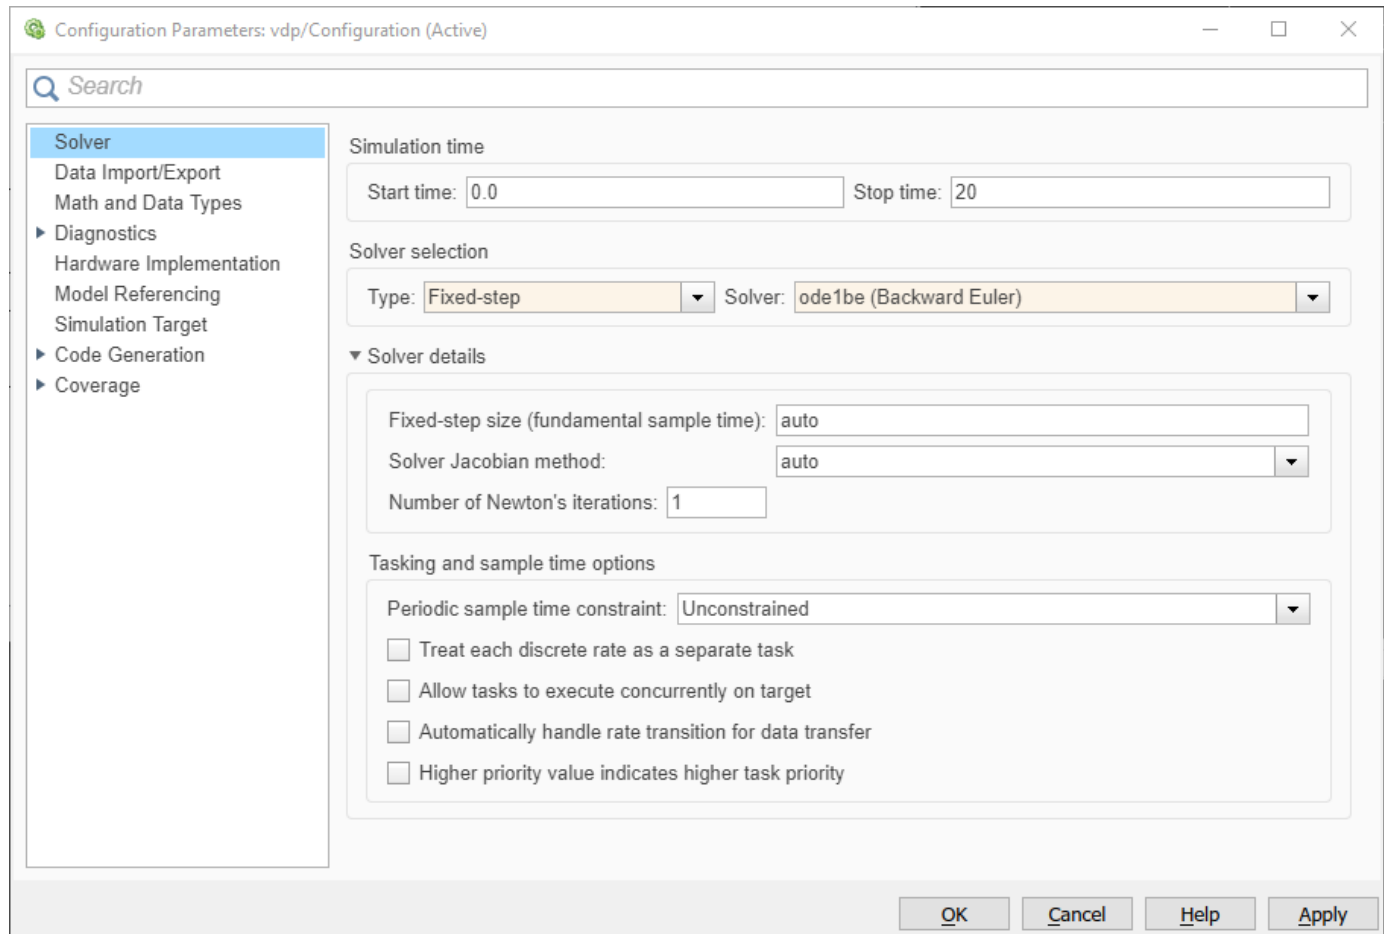 Configuration Parameters: vdp/Configuration (Active)
Search
Solver
Data Import/Export
Math and Data Types
Diagnostics
Hardware Implementation
Model Referencing
Simulation Target
Code Generation
Coverage
Simulation time
Start time: 0.0 Stop time: 20
Solver selection
Type: Fixed-step Solver: ode1be (Backward Euler)
Solver details
Fixed-step size (fundamental sample time): auto
Solver Jacobian method: auto
Number of Newton's iterations: 1
Tasking and sample time options
Periodic sample time constraint: Unconstrained
Treat each discrete rate as a separate task
Allow tasks to execute concurrently on target
Automatically handle rate transition for data transfer
Higher priority value indicates higher task priority
OK Cancel Help Apply